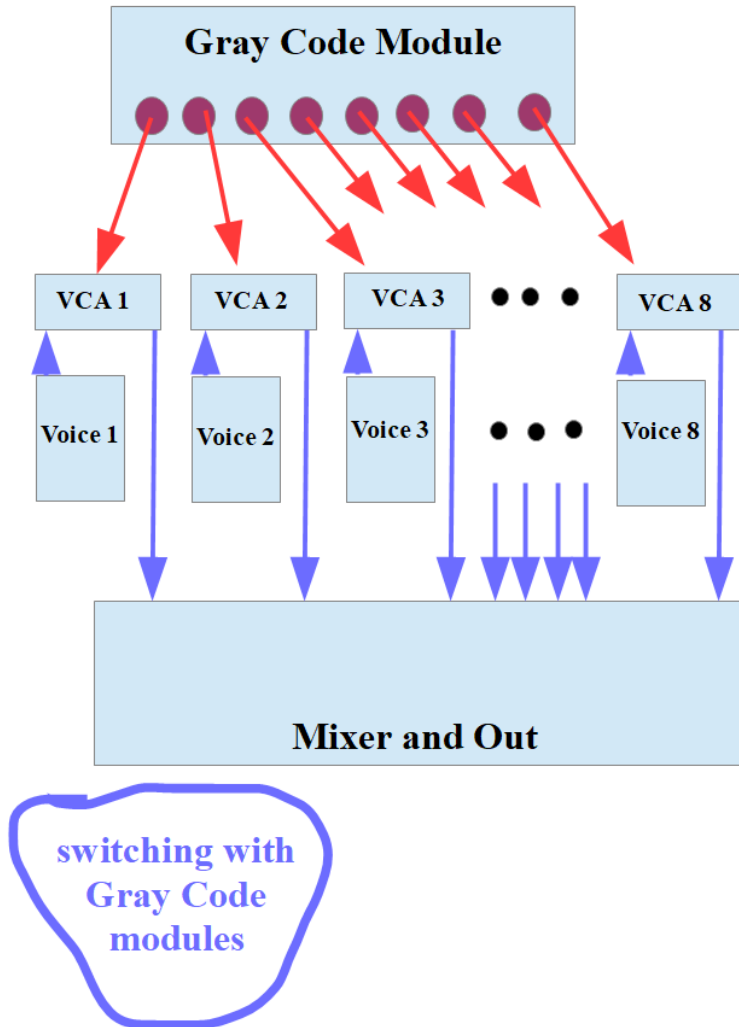 Gray Code Module
VCA 1
VCA 2
VCA 3
VCA 8
Voice 1
Voice 2
Voice 3
Voice 8
Mixer and Out
switching with
Gray Code
modules